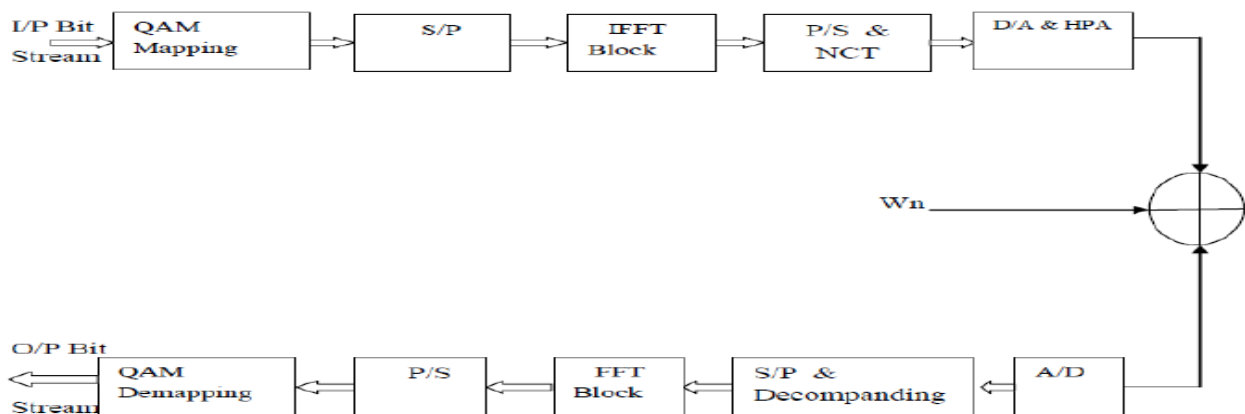 I/P Bit
Stream
QAM
Mapping
S/P
IFFT
Block
P/S &
NCT
D/A & HPA
Wn
O/P Bit
Stream
QAM
Demapping
P/S
FFT
Block
S/P &
Decompanding
A/D